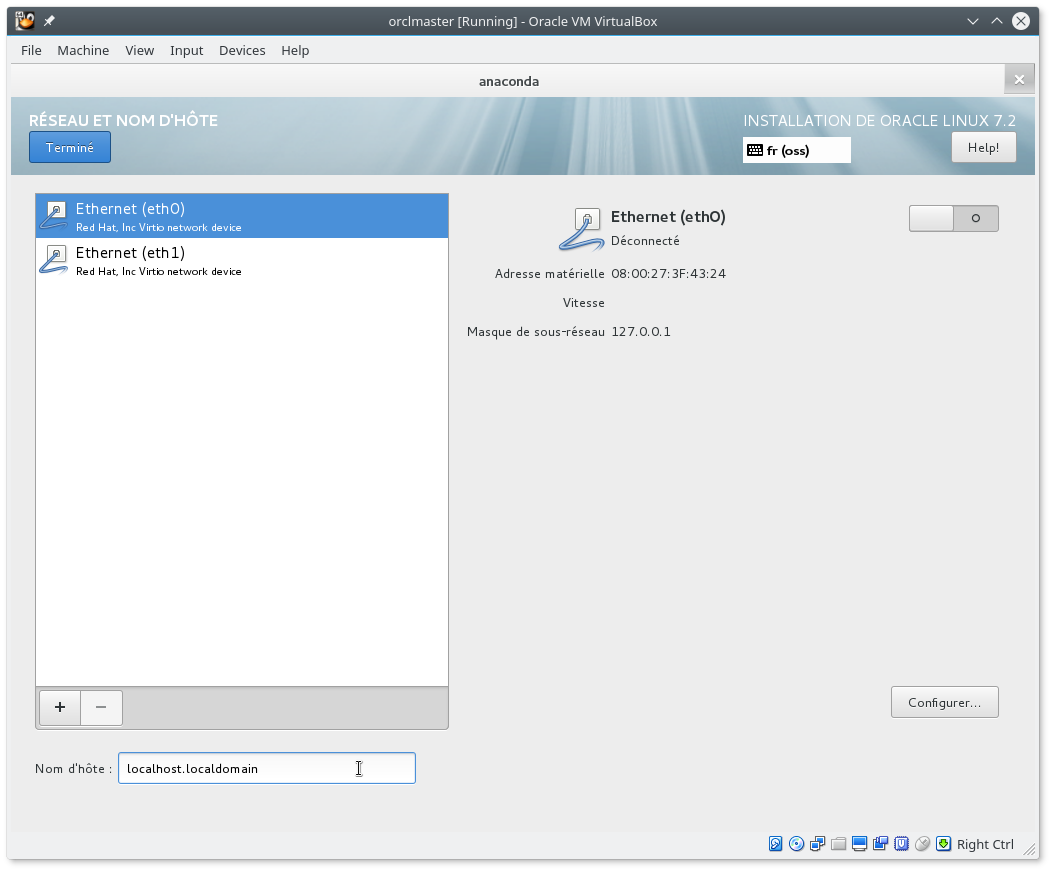 orclmaster [Running] - Oracle VM VirtualBox
File Machine View Input Devices Help
anaconda
RÉSEAU ET NOM D'HÔTE
INSTALLATION DE ORACLE LINUX 7.2
Terminé
fr (oss)
Help!
Ethernet (eth0)
Red Hat, Inc Virtio network device
Ethernet (eth1)
Red Hat, Inc Virtio network device
Ethernet (eth0)
Déconnecté
Adresse matérielle 08:00:27:3F:43:24
Vitesse
Masque de sous-réseau 127.0.0.1
Configurer...
Nom d'hôte : localhost.localdomain
Right Ctrl